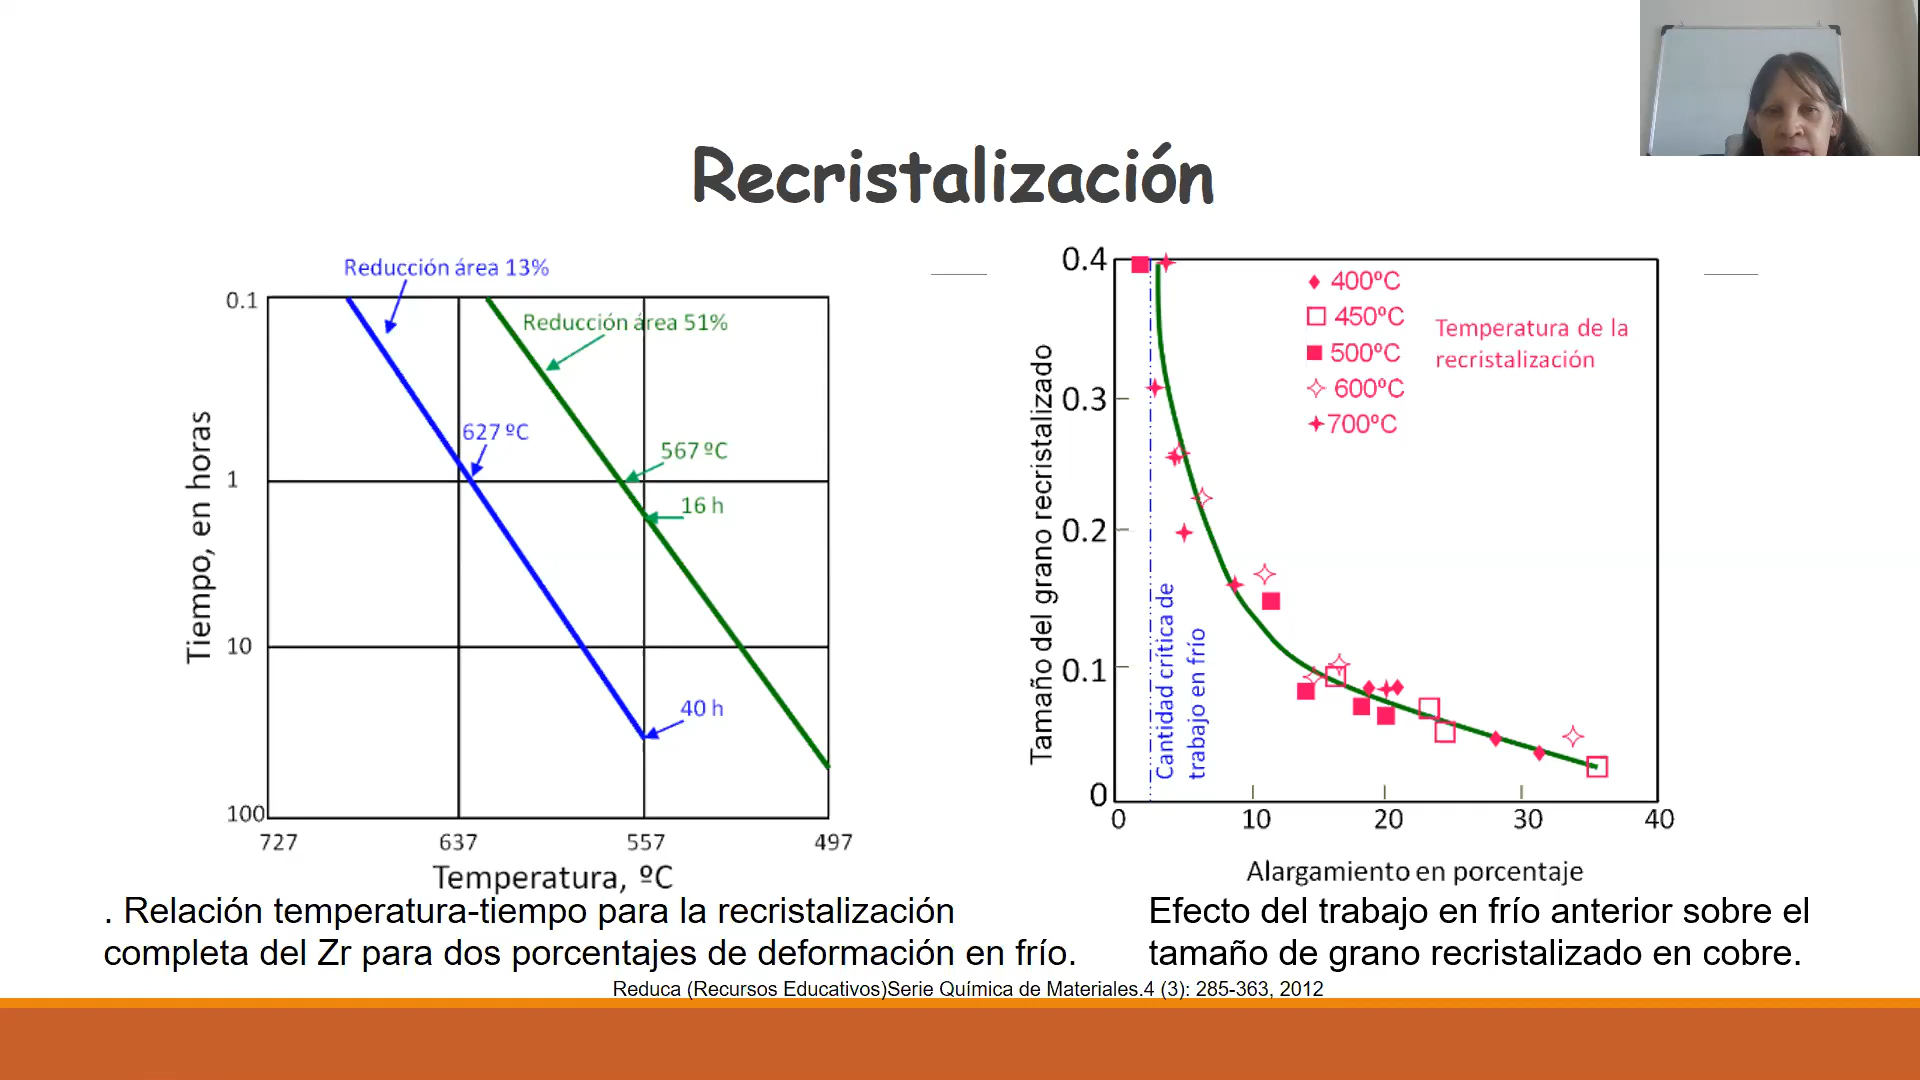 Recristalización
Reducción área 13%
0.1
Reducción área 51%
627 ºC
567 ºC
1
16 h
10
40 h
100
727 637 557 497
Tiempo, en horas
Temperatura, ºC
. Relación temperatura-tiempo para la recristalización
completa del Zr para dos porcentajes de deformación en frío.
0.4
400ºC
450ºC
500ºC
600ºC
700ºC
Temperatura de la
recristalización
0.3
0.2
0.1
0
Cantidad crítica de
trabajo en frío
0 10 20 30 40
Tamaño del grano recristalizado
Alargamiento en porcentaje
Efecto del trabajo en frío anterior sobre el
tamaño de grano recristalizado en cobre.
Reduca (Recursos Educativos)Serie Química de Materiales.4 (3): 285-363, 2012